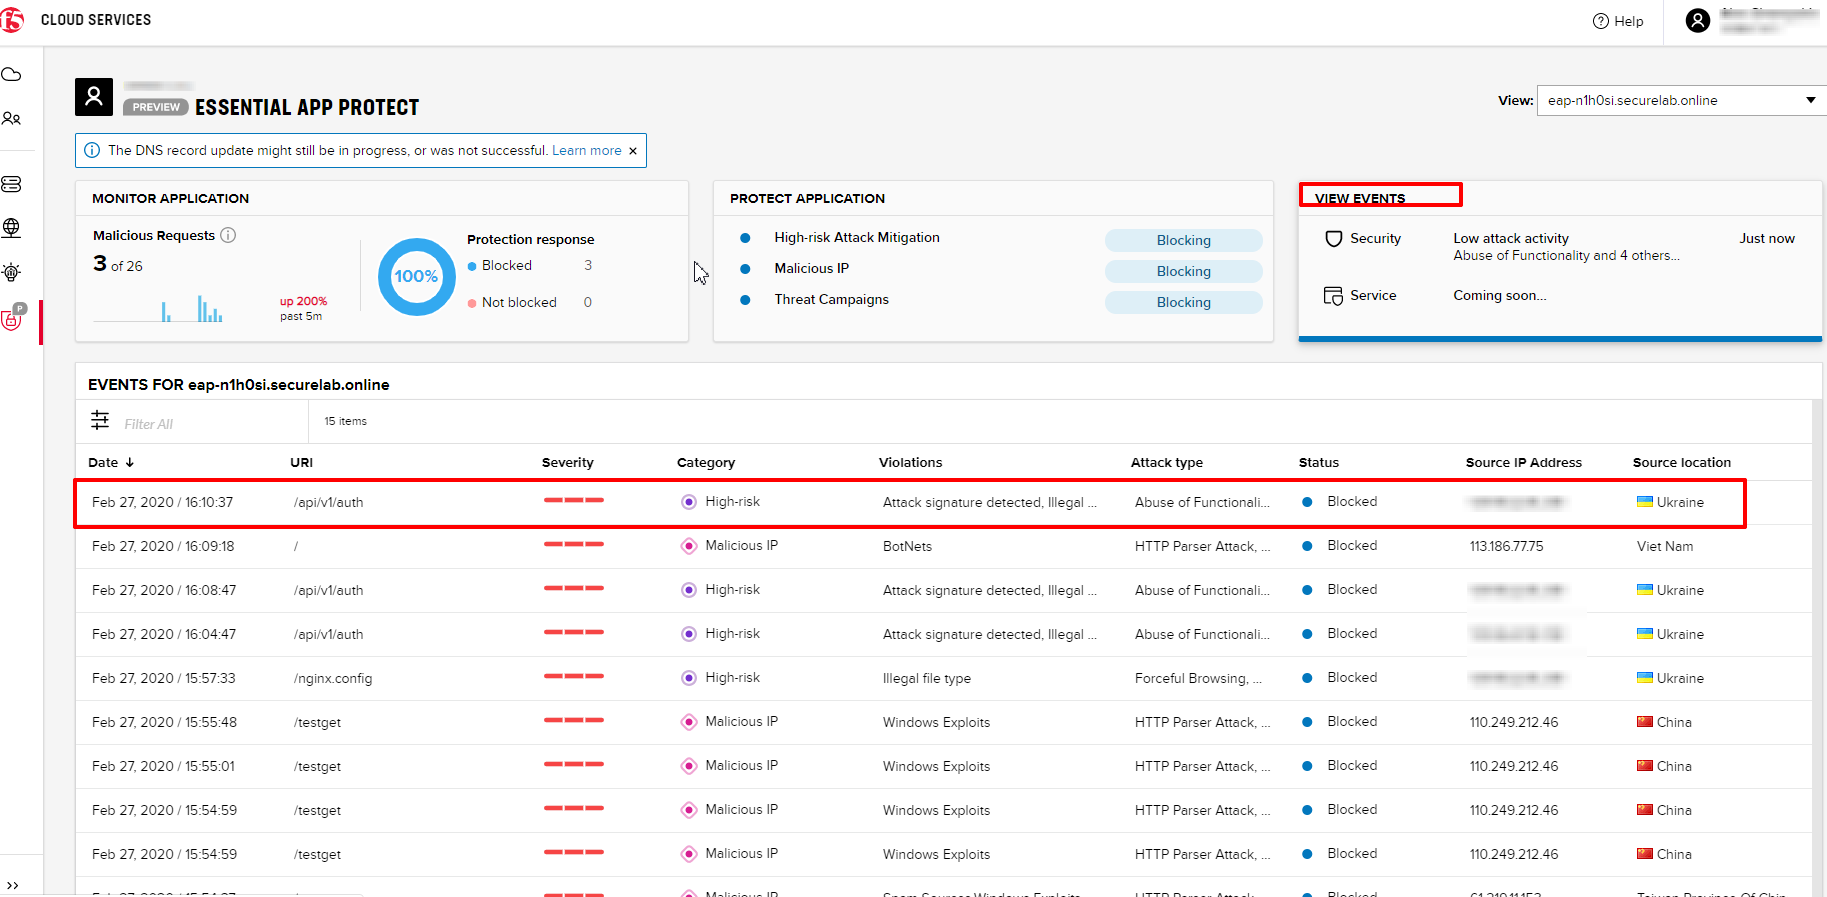 f5 CLOUD SERVICES
Help
PREVIEW ESSENTIAL APP PROTECT
View: eap-n1h0si.securelab.online
The DNS record update might still be in progress, or was not successful. Learn more ×
MONITOR APPLICATION
Malicious Requests
3 of 26
up 200%
past 5m
100%
Protection response
Blocked 3
Not blocked 0
PROTECT APPLICATION
High-risk Attack Mitigation Blocking
Malicious IP Blocking
Threat Campaigns Blocking
VIEW EVENTS
Security Low attack activity Just now
Abuse of Functionality and 4 others...
Service Coming soon...
P
EVENTS FOR eap-n1h0si.securelab.online
Filter All 15 items
Date URI Severity Category Violations Attack type Status Source IP Address Source location
Feb 27, 2020 / 16:10:37 /api/v1/auth High-risk Attack signature detected, Illegal ... Abuse of Functionali... Blocked Ukraine
Feb 27, 2020 / 16:09:18 / Malicious IP BotNets HTTP Parser Attack, ... Blocked 113.186.77.75 Viet Nam
Feb 27, 2020 / 16:08:47 /api/v1/auth High-risk Attack signature detected, Illegal ... Abuse of Functionali... Blocked Ukraine
Feb 27, 2020 / 16:04:47 /api/v1/auth High-risk Attack signature detected, Illegal ... Abuse of Functionali... Blocked Ukraine
Feb 27, 2020 / 15:57:33 /nginx.config High-risk Illegal file type Forceful Browsing, ... Blocked Ukraine
Feb 27, 2020 / 15:55:48 /testget Malicious IP Windows Exploits HTTP Parser Attack, ... Blocked 110.249.212.46 China
Feb 27, 2020 / 15:55:01 /testget Malicious IP Windows Exploits HTTP Parser Attack, ... Blocked 110.249.212.46 China
Feb 27, 2020 / 15:54:59 /testget Malicious IP Windows Exploits HTTP Parser Attack, ... Blocked 110.249.212.46 China
Feb 27, 2020 / 15:54:59 /testget Malicious IP Windows Exploits HTTP Parser Attack, ... Blocked 110.249.212.46 China